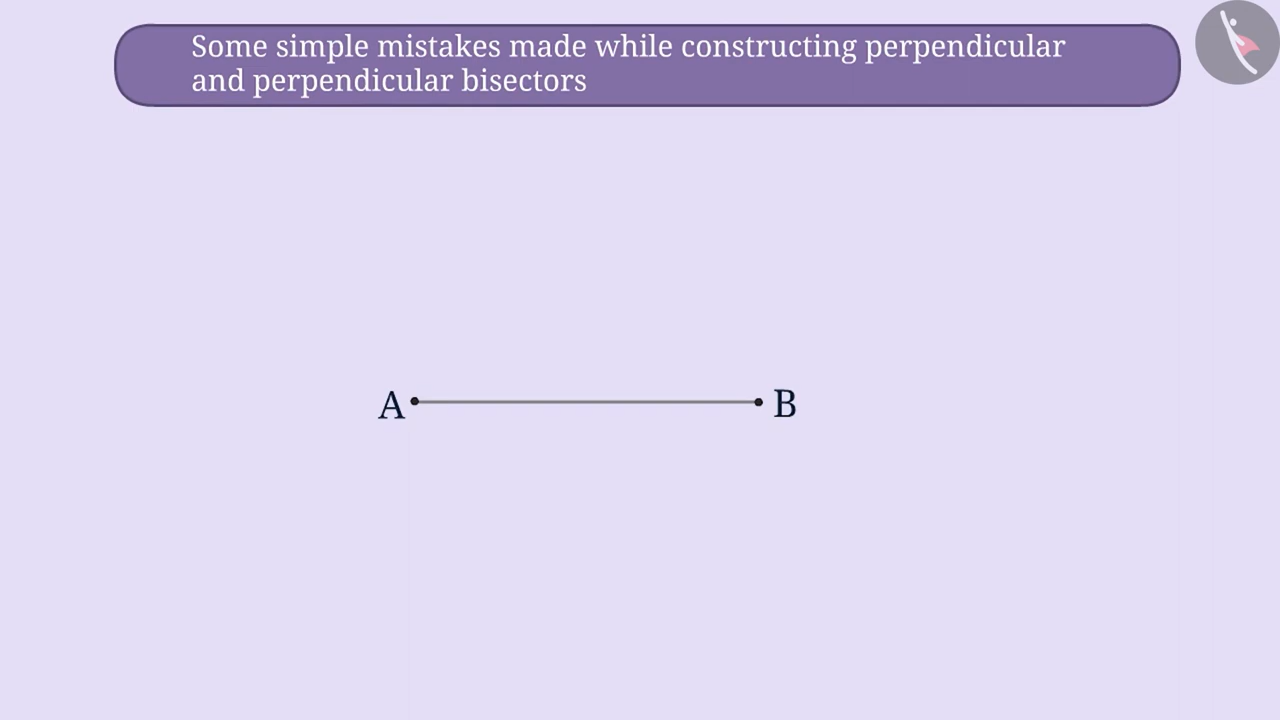 Some simple mistakes made while constructing perpendicular
and perpendicular bisectors
A B